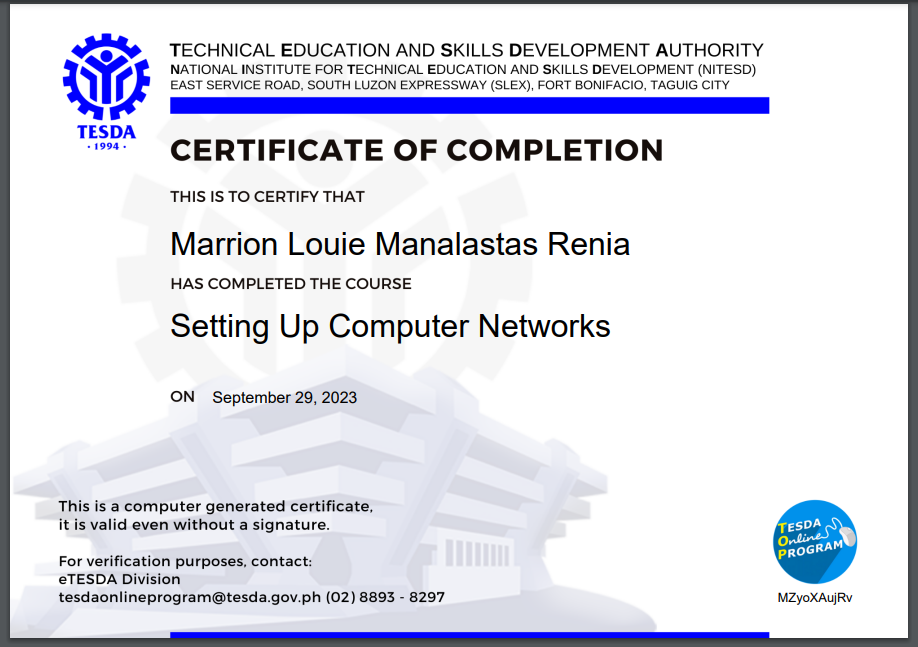 TECHNICAL EDUCATION AND SKILLS DEVELOPMENT AUTHORITY
NATIONAL INSTITUTE FOR TECHNICAL EDUCATION AND SKILLS DEVELOPMENT (NITESD)
EAST SERVICE ROAD, SOUTH LUZON EXPRESSWAY (SLEX), FORT BONIFACIO, TAGUIG CITY
TESDA
· 1994 ·
CERTIFICATE OF COMPLETION
THIS IS TO CERTIFY THAT
Marrion Louie Manalastas Renia
HAS COMPLETED THE COURSE
Setting Up Computer Networks
ON September 29, 2023
This is a computer generated certificate,
it is valid even without a signature.
For verification purposes, contact:
eTESDA Division
tesdaonlineprogram@tesda.gov.ph (02) 8893 - 8297
TESDA
Online
PROGRAM
MZyoXAujRv